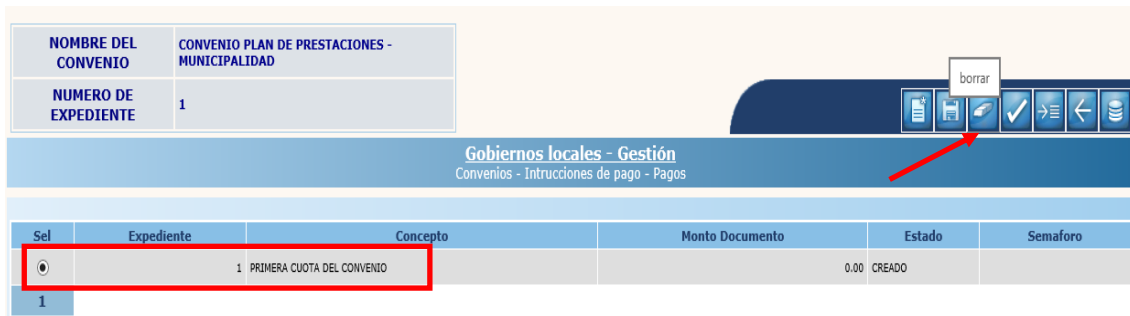 NOMBRE DEL
CONVENIO
CONVENIO PLAN DE PRESTACIONES -
MUNICIPALIDAD
NUMERO DE
EXPEDIENTE
1
borrar
Gobiernos locales - Gestión
Convenios - Intrucciones de pago - Pagos
Sel Expediente Concepto Monto Documento Estado Semaforo
1 PRIMERA CUOTA DEL CONVENIO 0.00 CREADO
1